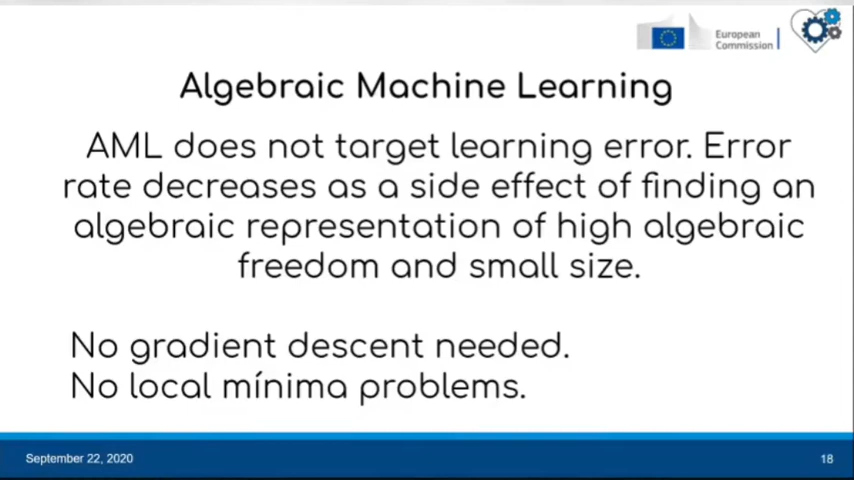 European
Commission
Algebraic Machine Learning
AML does not target learning error. Error
rate decreases as a side effect of finding an
algebraic representation of high algebraic
freedom and small size.
No gradient descent needed.
No local mínima problems.
September 22, 2020
18